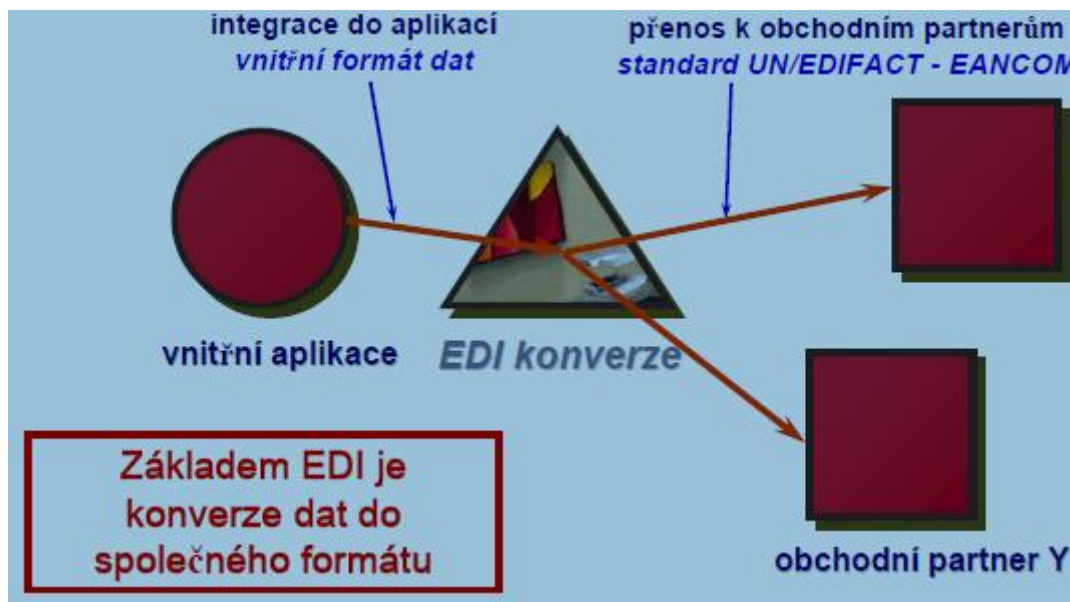 integrace do aplikací
vnitřní formát dat
přenos k obchodním partnerům
standard UN/EDIFACT - EANCOM
vnitřní aplikace
EDI konverze
Základem EDI je
konverze dat do
společného formátu
obchodní partner Y